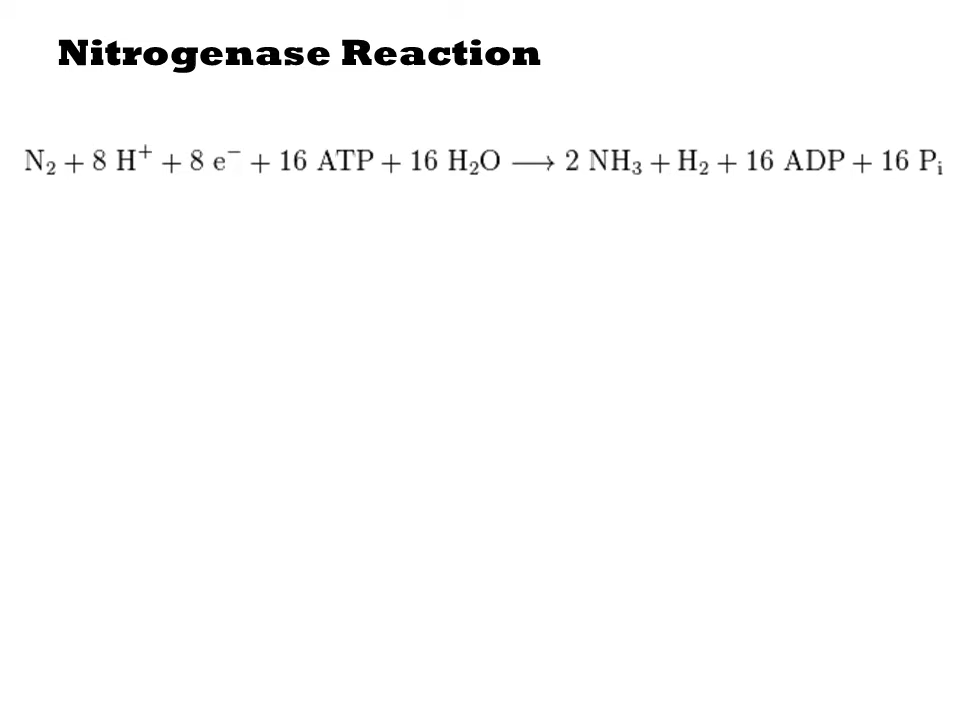 Nitrogenase Reaction
N₂ + 8 H⁺ + 8 e⁻ + 16 ATP + 16 H₂O ⟶ 2 NH₃ + H₂ + 16 ADP + 16 Pᵢ